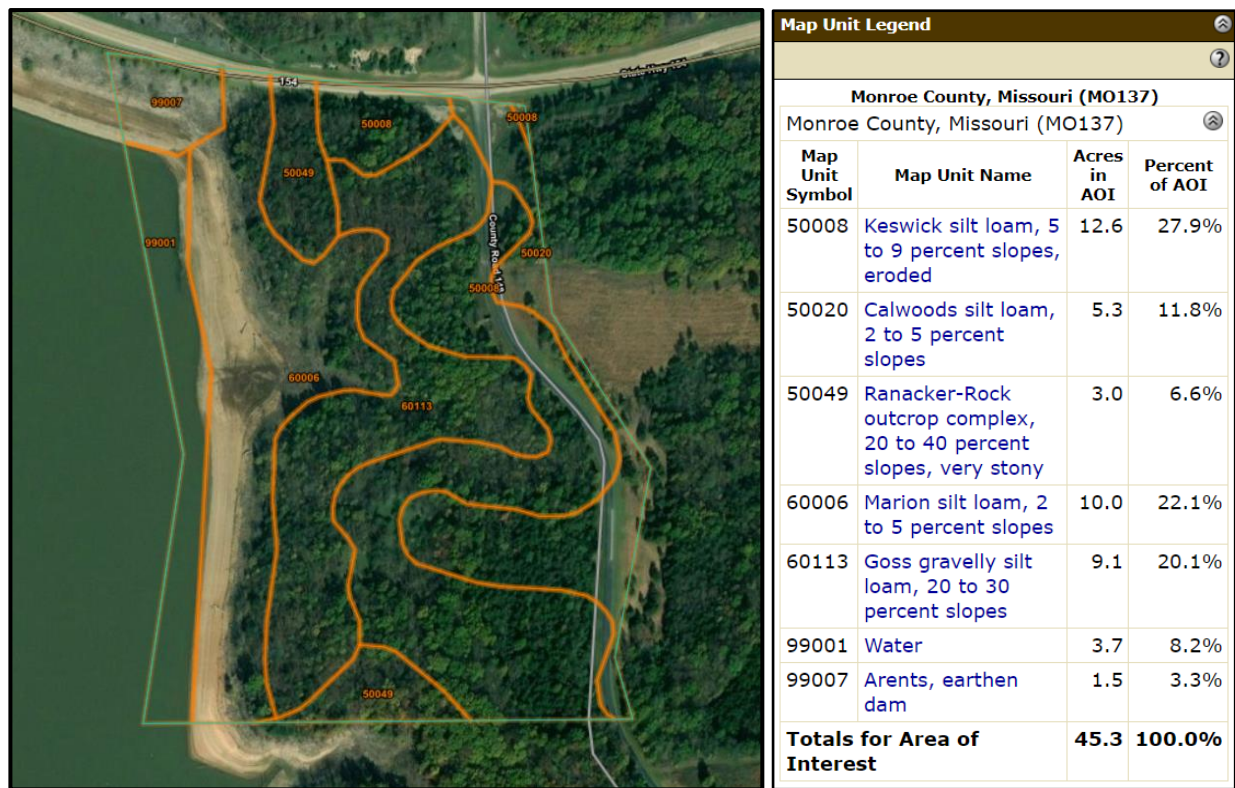 154
State Hwy 154
99007
50008
50008
50049
99001
County Road 1
50020
50008
60006
60113
50049
Map Unit Legend
Monroe County, Missouri (MO137)
Monroe County, Missouri (MO137)
Map Unit Symbol Map Unit Name Acres in AOI Percent of AOI
50008 Keswick silt loam, 5 12.6 27.9%
to 9 percent slopes,
eroded
50020 Calwoods silt loam, 5.3 11.8%
2 to 5 percent
slopes
50049 Ranacker-Rock 3.0 6.6%
outcrop complex,
20 to 40 percent
slopes, very stony
60006 Marion silt loam, 2 10.0 22.1%
to 5 percent slopes
60113 Goss gravelly silt 9.1 20.1%
loam, 20 to 30
percent slopes
99001 Water 3.7 8.2%
99007 Arents, earthen 1.5 3.3%
dam
Totals for Area of 45.3 100.0%
Interest